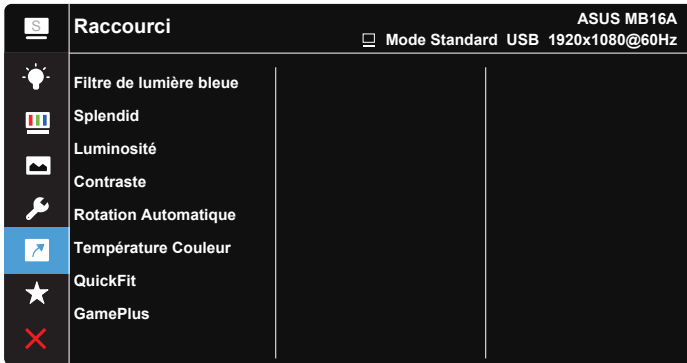 S
Raccourci
ASUS MB16A
Mode Standard USB 1920x1080@60Hz
Filtre de lumière bleue
Splendid
Luminosité
Contraste
Rotation Automatique
Température Couleur
QuickFit
GamePlus